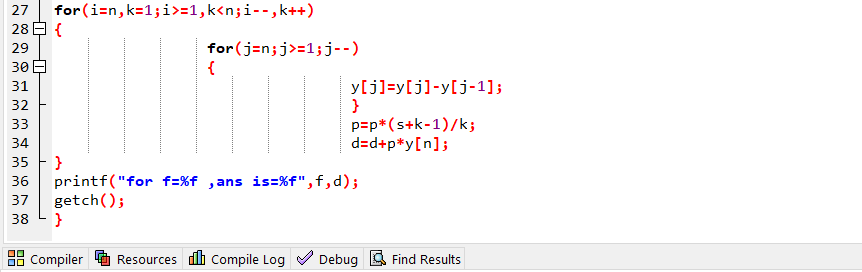 27 for(i=n,k=1;i>=1,k<n;i--,k++)
28 {
29 for(j=n;j>=1;j--)
30 {
31 y[j]=y[j]-y[j-1];
32 }
33 p=p*(s+k-1)/k;
34 d=d+p*y[n];
35 }
36 printf("for f=%f ,ans is=%f",f,d);
37 getch();
38 }
Compiler Resources Compile Log Debug Find Results